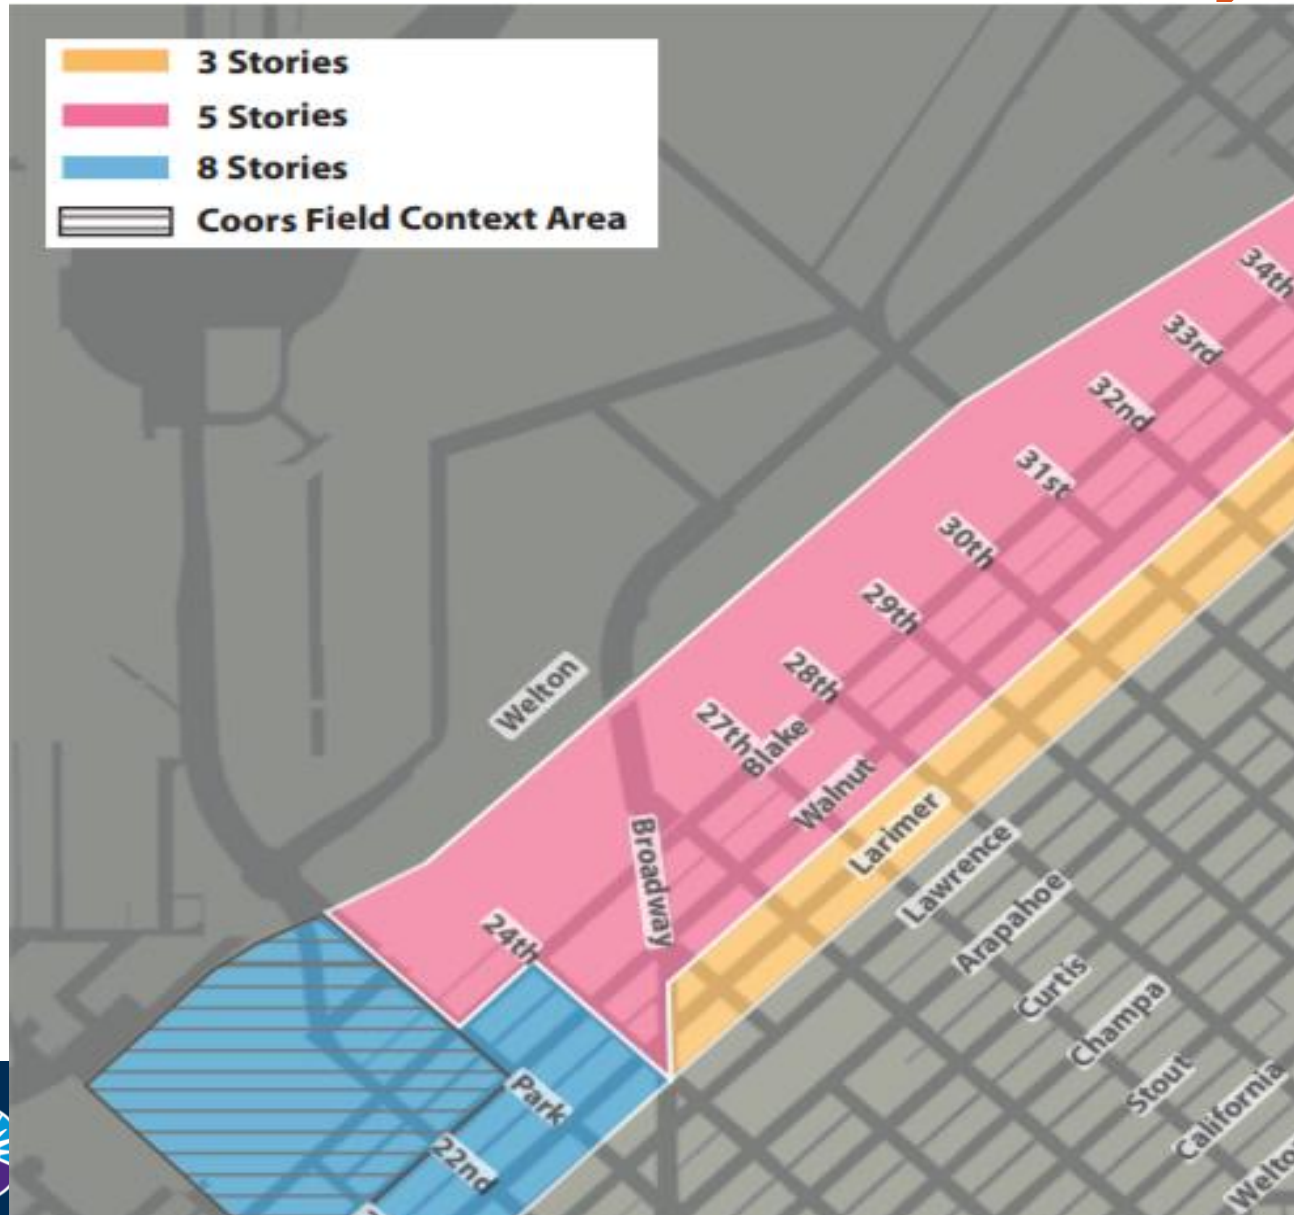 3 Stories
5 Stories
8 Stories
Coors Field Context Area
34th
33rd
32nd
31st
30th
29th
28th
27th
Blake
Walnut
Welton
Larimer
Broadway
Lawrence
Arapahoe
24th
Curtis
Champa
Park
Stout
22nd
California